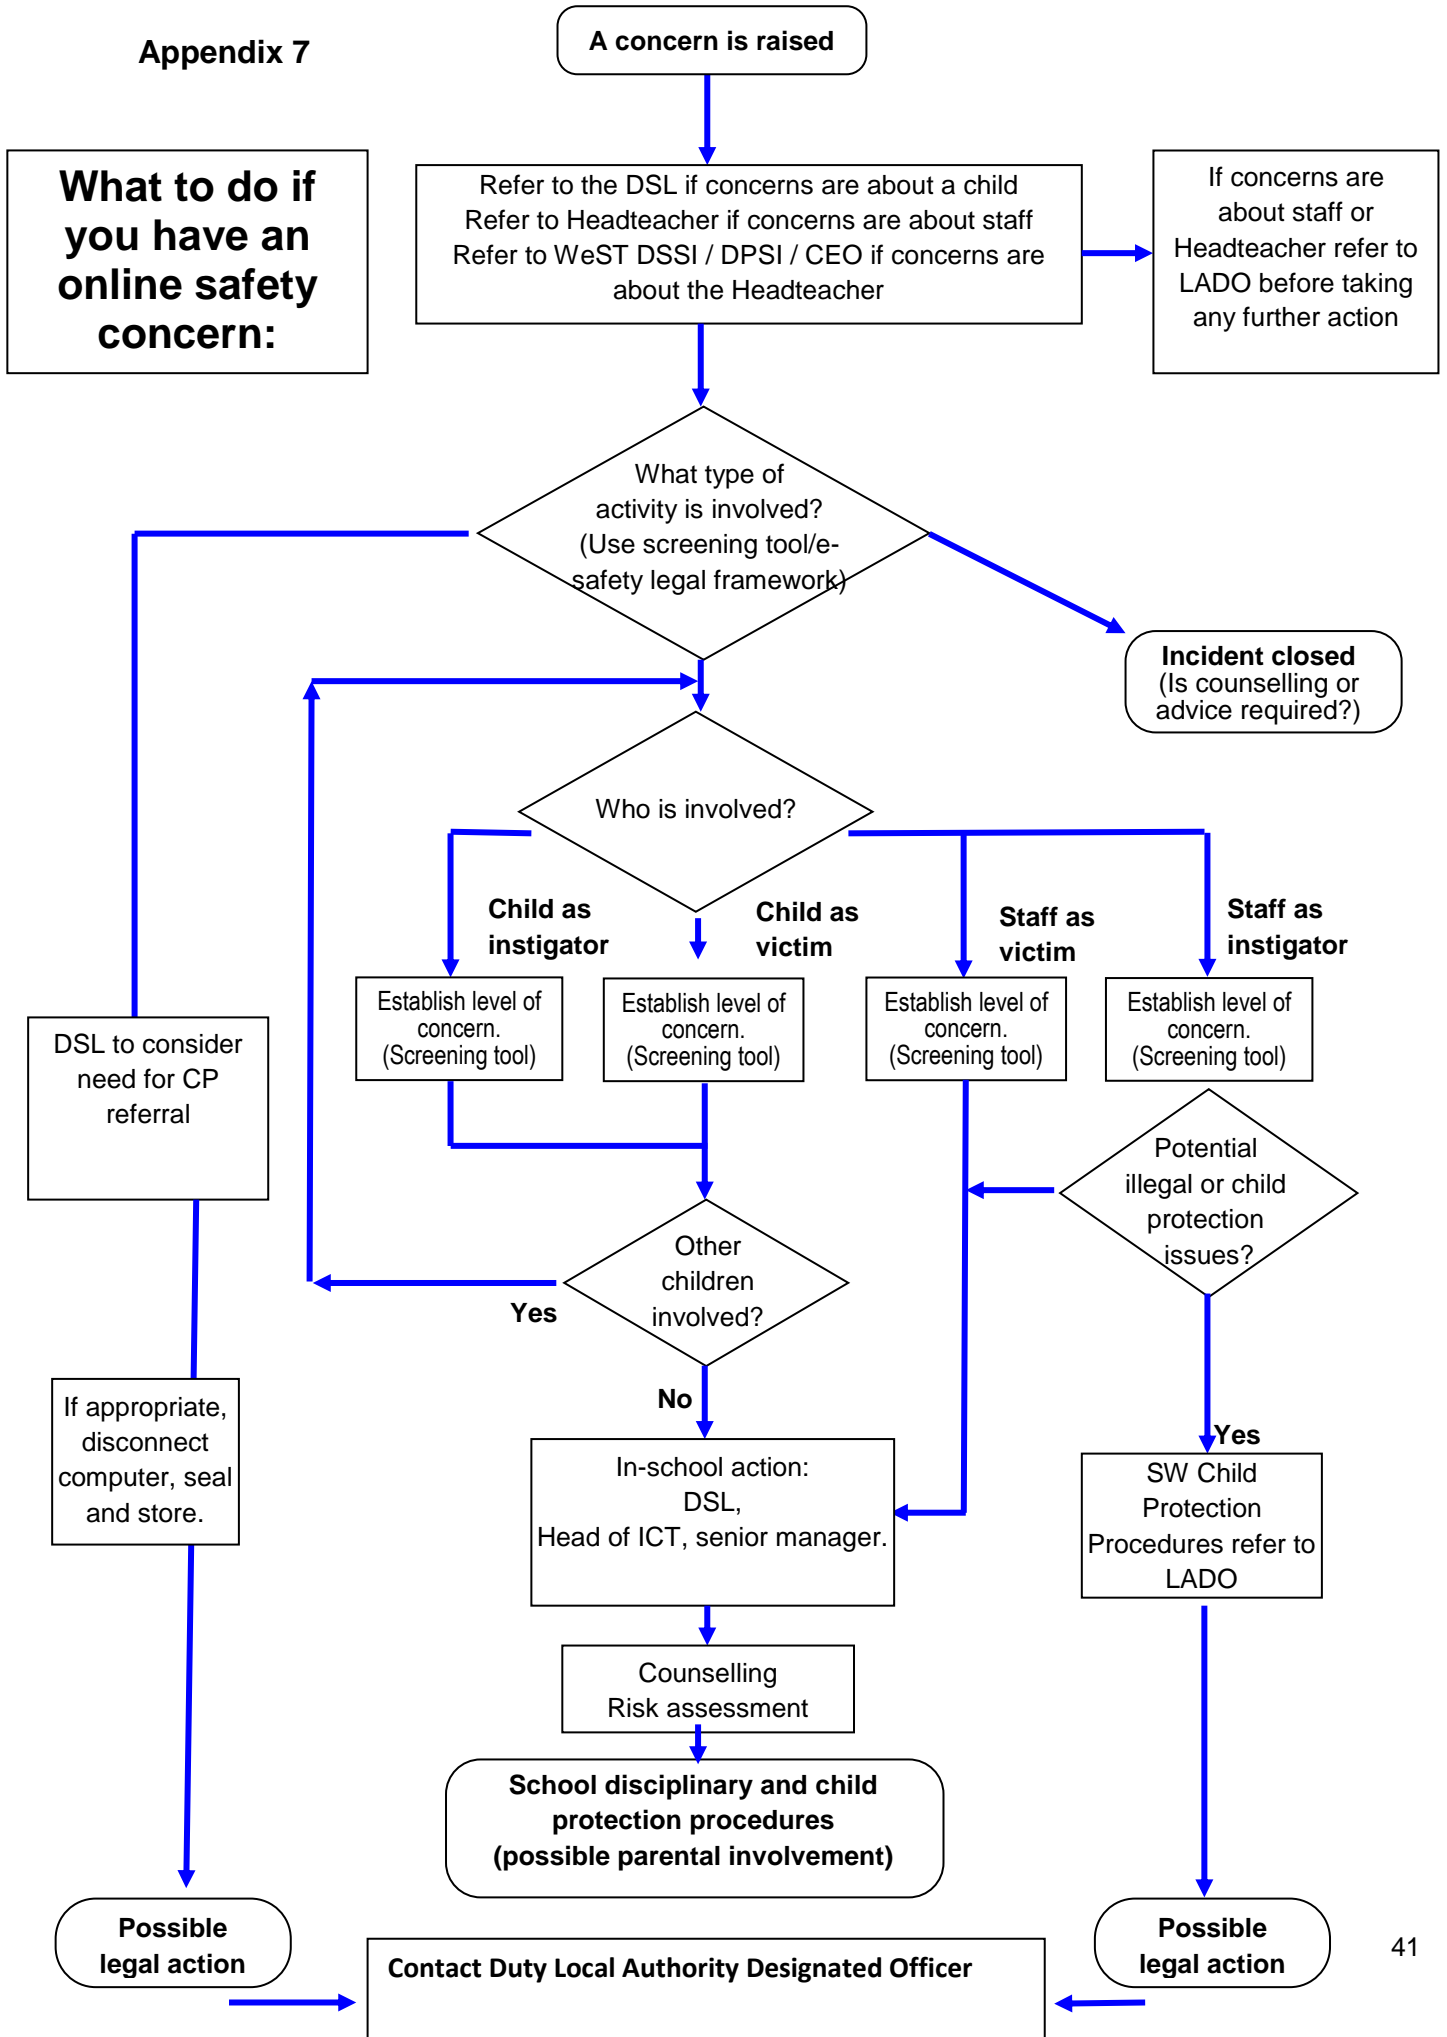 Appendix 7
A concern is raised
What to do if
you have an
online safety
concern:
Refer to the DSL if concerns are about a child
Refer to Headteacher if concerns are about staff
Refer to WeST DSSI / DPSI / CEO if concerns are
about the Headteacher
If concerns are
about staff or
Headteacher refer to
LADO before taking
any further action
What type of
activity is involved?
(Use screening tool/e-
safety legal framework)
Incident closed
(Is counselling or
advice required?)
Who is involved?
Child as
instigator
Child as
victim
Staff as
victim
Staff as
instigator
Establish level of
concern.
(Screening tool)
Establish level of
concern.
(Screening tool)
Establish level of
concern.
(Screening tool)
Establish level of
concern.
(Screening tool)
DSL to consider
need for CP
referral
Potential
illegal or child
protection
issues?
Other
children
involved?
Yes
No
If appropriate,
disconnect
computer, seal
and store.
In-school action:
DSL,
Head of ICT, senior manager.
Yes
SW Child
Protection
Procedures refer to
LADO
Counselling
Risk assessment
School disciplinary and child
protection procedures
(possible parental involvement)
Possible
legal action
Possible
legal action
Contact Duty Local Authority Designated Officer
41